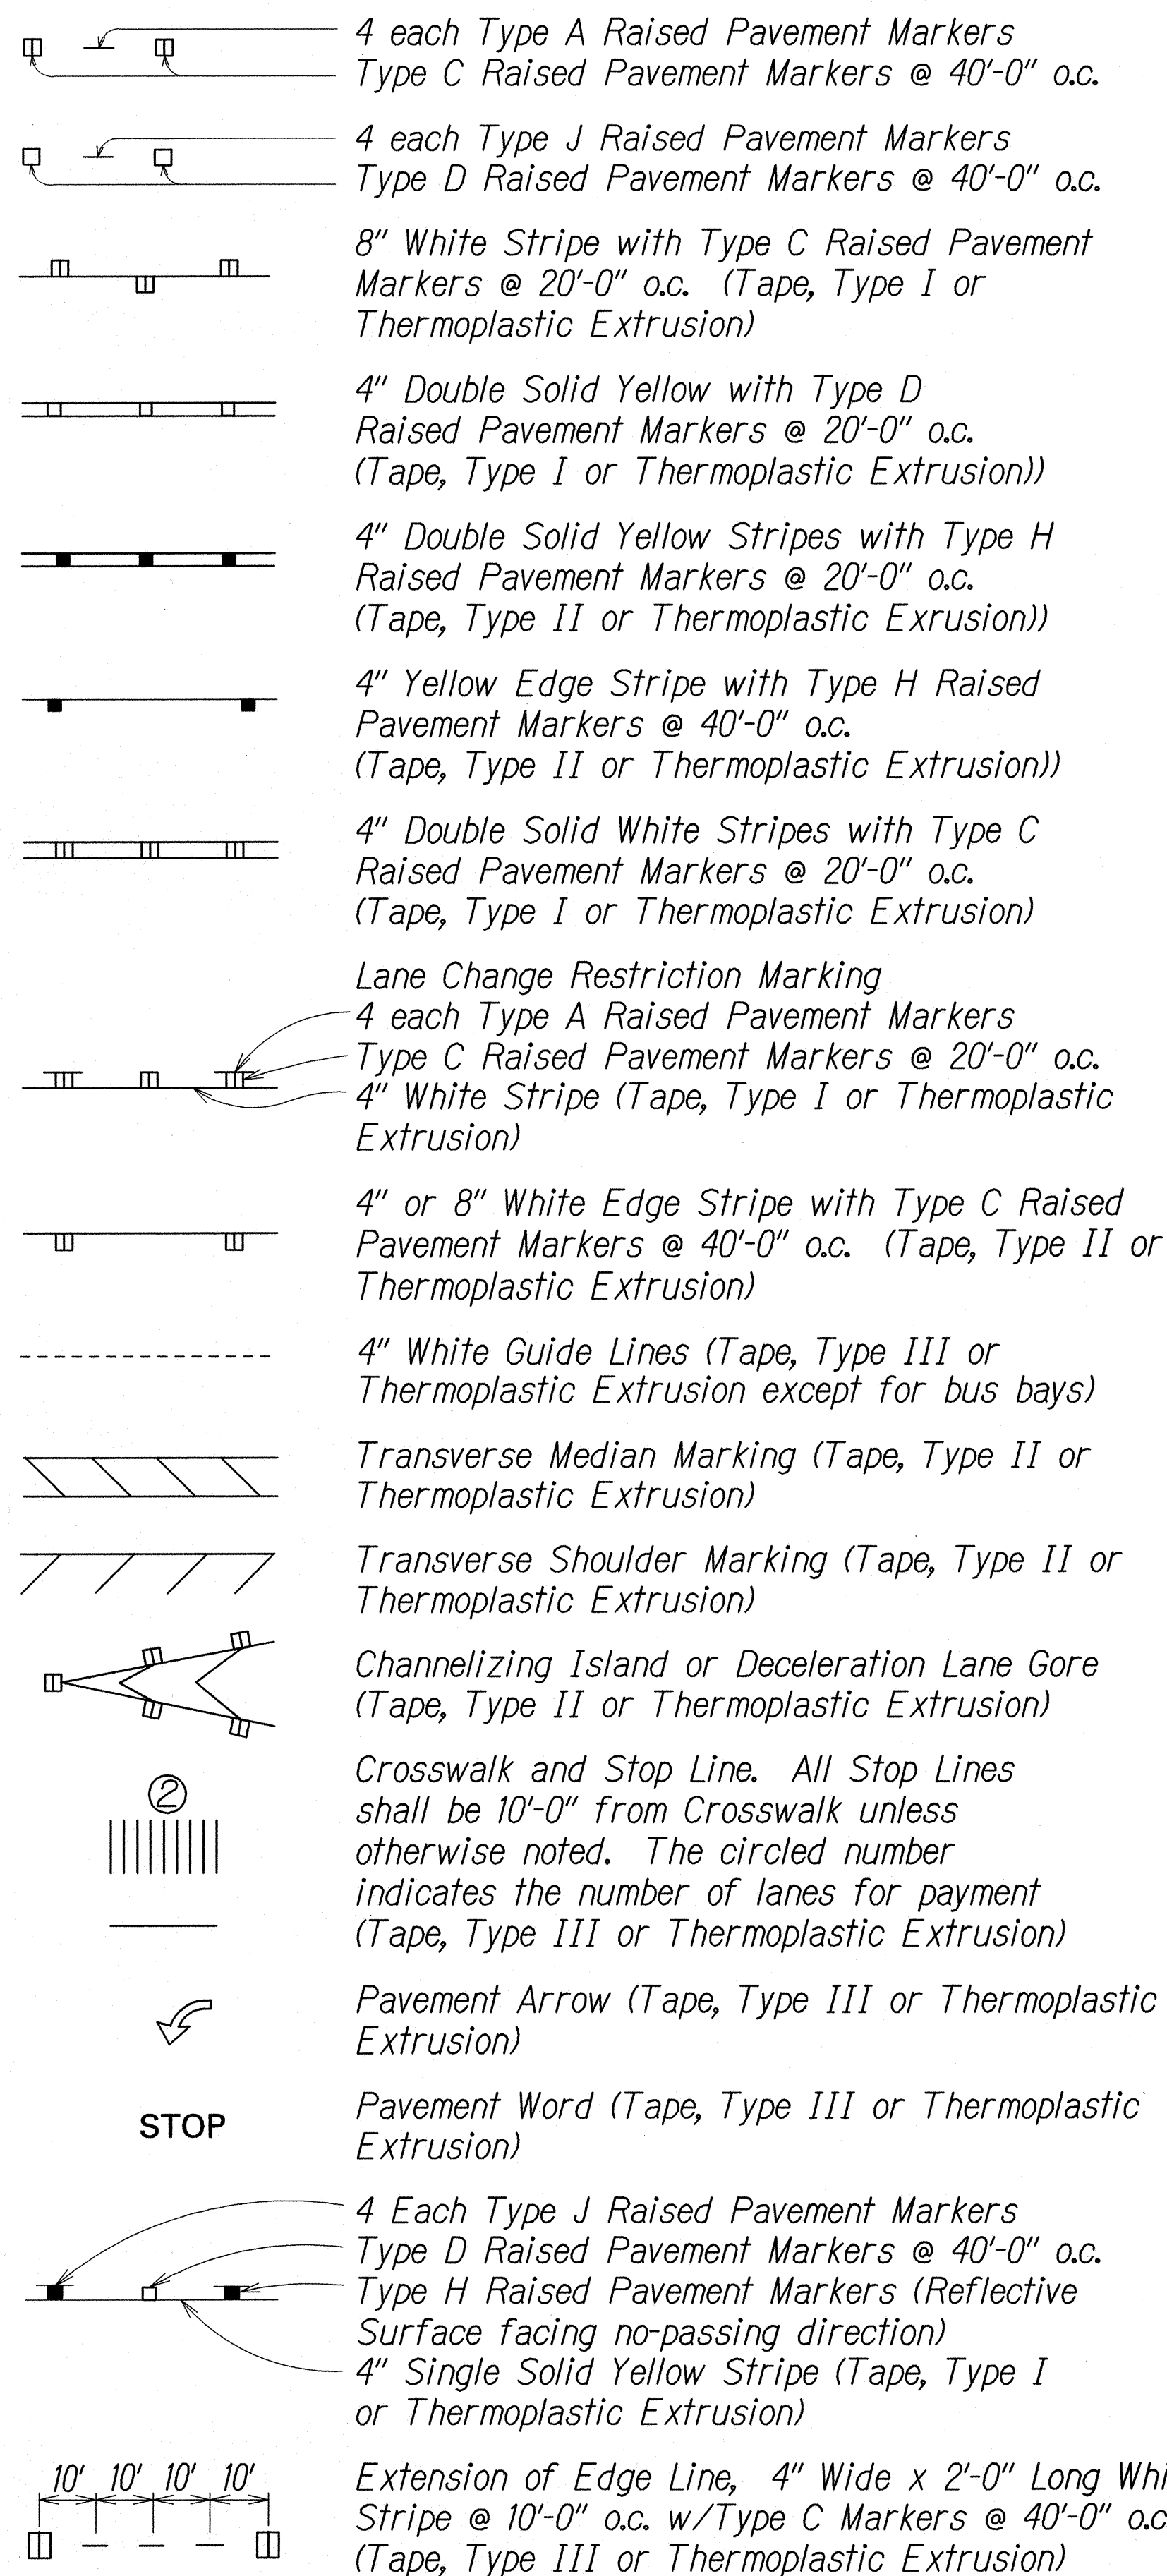 4 each Type A Raised Pavement Markers
Type C Raised Pavement Markers @ 40'-0" o.c.
4 each Type J Raised Pavement Markers
Type D Raised Pavement Markers @ 40'-0" o.c.
8" White Stripe with Type C Raised Pavement
Markers @ 20'-0" o.c. (Tape, Type I or
Thermoplastic Extrusion)
4" Double Solid Yellow with Type D
Raised Pavement Markers @ 20'-0" o.c.
(Tape, Type I or Thermoplastic Extrusion))
4" Double Solid Yellow Stripes with Type H
Raised Pavement Markers @ 20'-0" o.c.
(Tape, Type II or Thermoplastic Exrusion))
4" Yellow Edge Stripe with Type H Raised
Pavement Markers @ 40'-0" o.c.
(Tape, Type II or Thermoplastic Extrusion))
4" Double Solid White Stripes with Type C
Raised Pavement Markers @ 20'-0" o.c.
(Tape, Type I or Thermoplastic Extrusion)
Lane Change Restriction Marking
4 each Type A Raised Pavement Markers
Type C Raised Pavement Markers @ 20'-0" o.c.
4" White Stripe (Tape, Type I or Thermoplastic
Extrusion)
4" or 8" White Edge Stripe with Type C Raised
Pavement Markers @ 40'-0" o.c. (Tape, Type II or
Thermoplastic Extrusion)
4" White Guide Lines (Tape, Type III or
Thermoplastic Extrusion except for bus bays)
Transverse Median Marking (Tape, Type II or
Thermoplastic Extrusion)
Transverse Shoulder Marking (Tape, Type II or
Thermoplastic Extrusion)
Channelizing Island or Deceleration Lane Gore
(Tape, Type II or Thermoplastic Extrusion)
2
Crosswalk and Stop Line. All Stop Lines
shall be 10'-0" from Crosswalk unless
otherwise noted. The circled number
indicates the number of lanes for payment
(Tape, Type III or Thermoplastic Extrusion)
Pavement Arrow (Tape, Type III or Thermoplastic
Extrusion)
STOP
Pavement Word (Tape, Type III or Thermoplastic
Extrusion)
4 Each Type J Raised Pavement Markers
Type D Raised Pavement Markers @ 40'-0" o.c.
Type H Raised Pavement Markers (Reflective
Surface facing no-passing direction)
4" Single Solid Yellow Stripe (Tape, Type I
or Thermoplastic Extrusion)
10' 10' 10' 10'
Extension of Edge Line, 4" Wide x 2'-0" Long Whi
Stripe @ 10'-0" o.c. w/Type C Markers @ 40'-0" o.c
(Tape, Type III or Thermoplastic Extrusion)